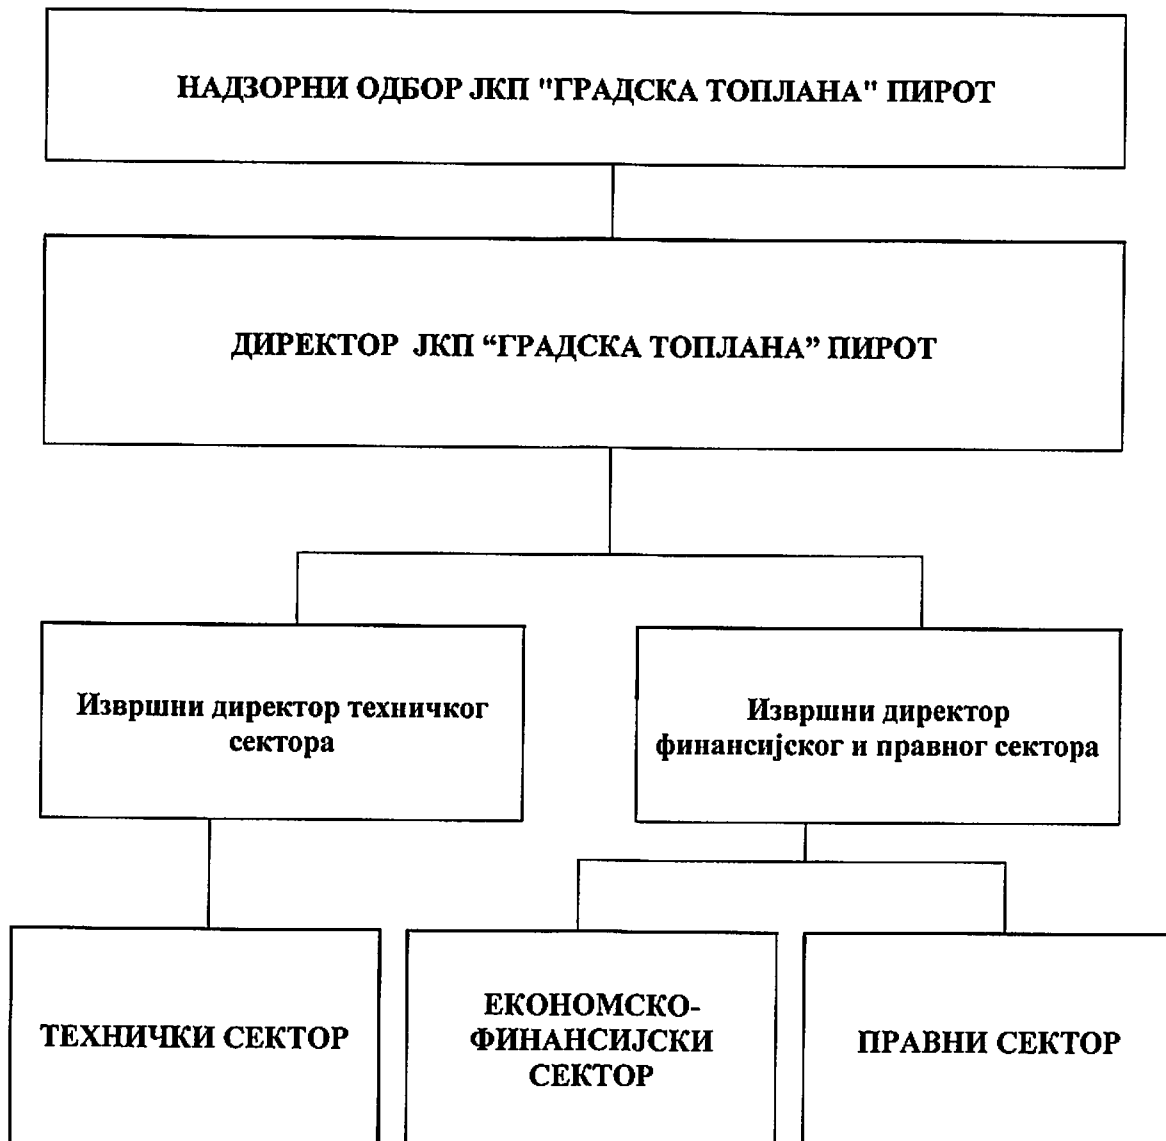 НАДЗОРНИ ОДБОР ЈКП "ГРАДСКА ТОПЛАНА" ПИРОТ
ДИРЕКТОР ЈКП “ГРАДСКА ТОПЛАНА” ПИРОТ
Извршни директор техничког
сектора
Извршни директор
финансијског и правног сектора
ТЕХНИЧКИ СЕКТОР
ЕКОНОМСКО-
ФИНАНСИЈСКИ
СЕКТОР
ПРАВНИ СЕКТОР